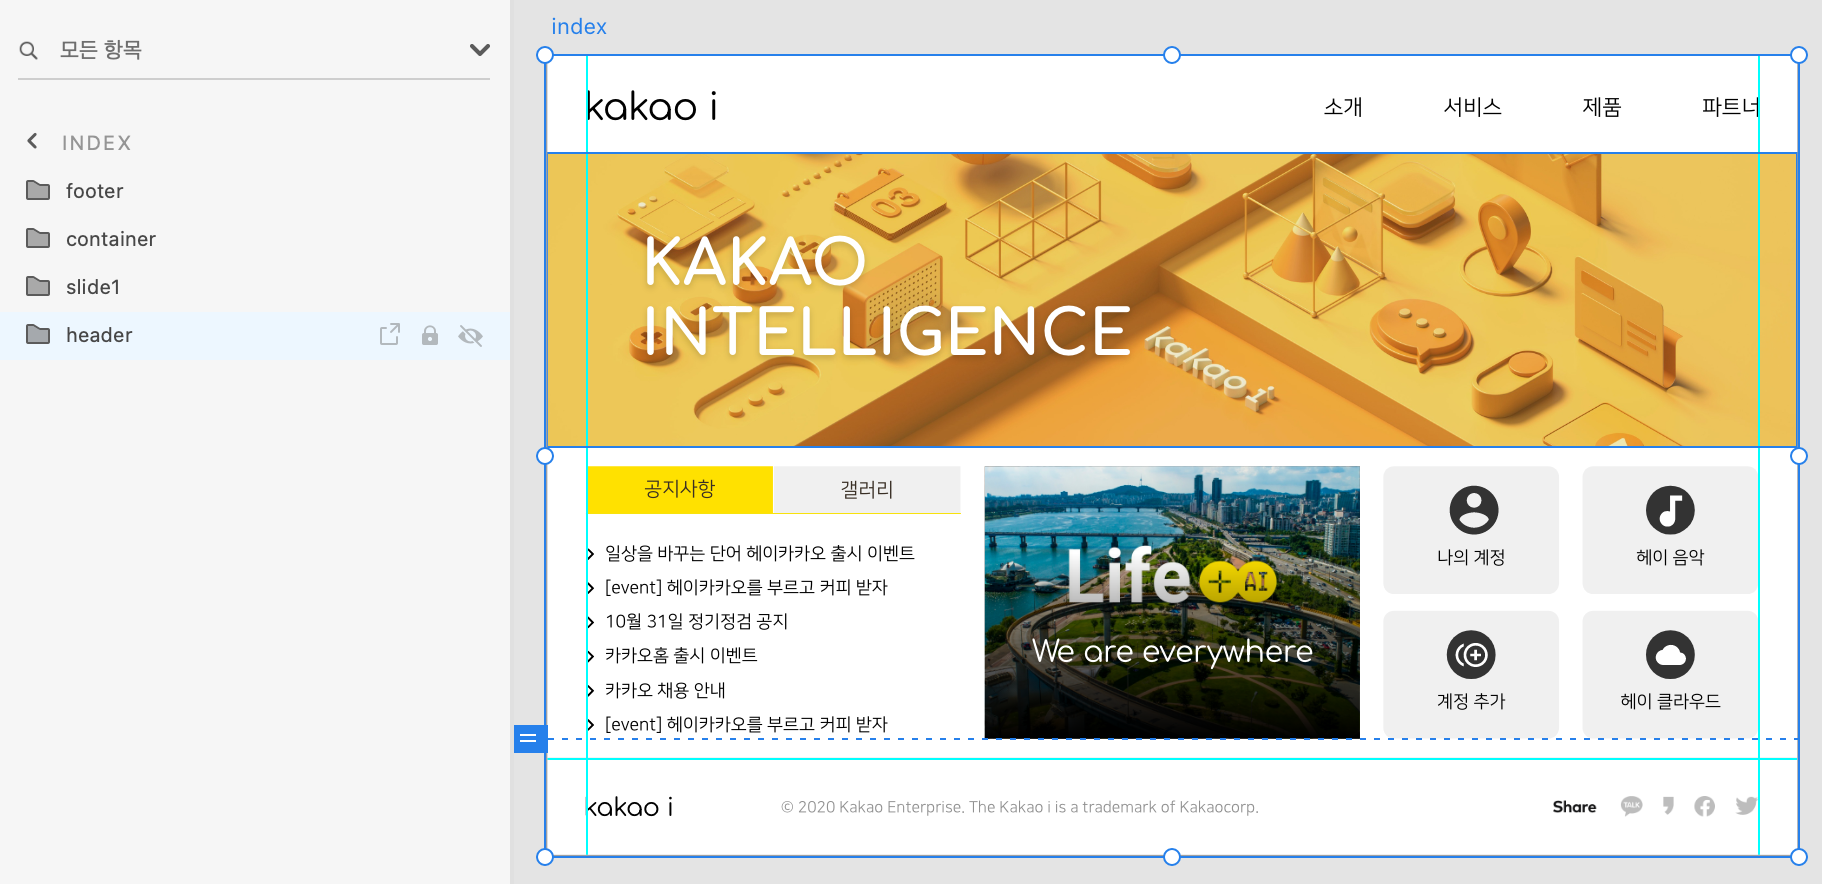 모든 항목
INDEX
footer
container
slide1
header
index
kakao i
소개
서비스
제품
파트너
03
KAKAO
INTELLIGENCE
kakao i
공지사항
갤러리
일상을 바꾸는 단어 헤이카카오 출시 이벤트
[event] 헤이카카오를 부르고 커피 받자
10월 31일 정기정검 공지
카카오홈 출시 이벤트
카카오 채용 안내
[event] 헤이카카오를 부르고 커피 받자
Life + AI
We are everywhere
나의 계정
헤이 음악
계정 추가
헤이 클라우드
kakao i
© 2020 Kakao Enterprise. The Kakao i is a trademark of Kakaocorp.
Share
TALK